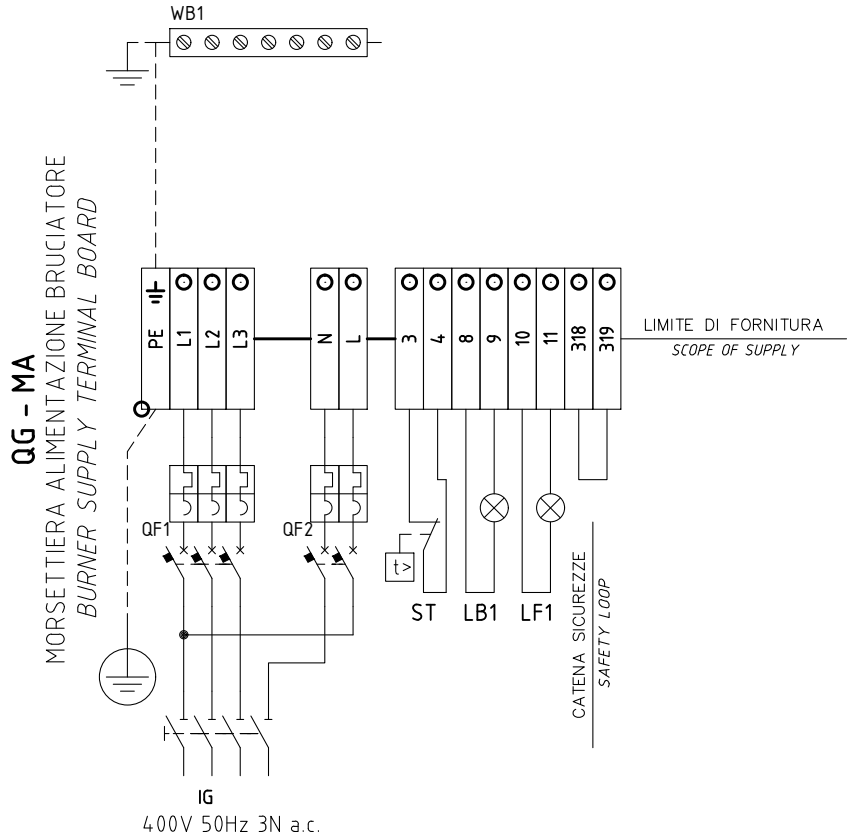 WB1
QG - MA
MORSETTIERA ALIMENTAZIONE BRUCIATORE
BURNER SUPPLY TERMINAL BOARD
PE
L1
L2
L3
N
L
3
4
8
9
10
11
318
319
LIMITE DI FORNITURA
SCOPE OF SUPPLY
QF1
QF2
t>
ST
LB1
LF1
CATENA SICUREZZE
SAFETY LOOP
IG
400V 50Hz 3N a.c.